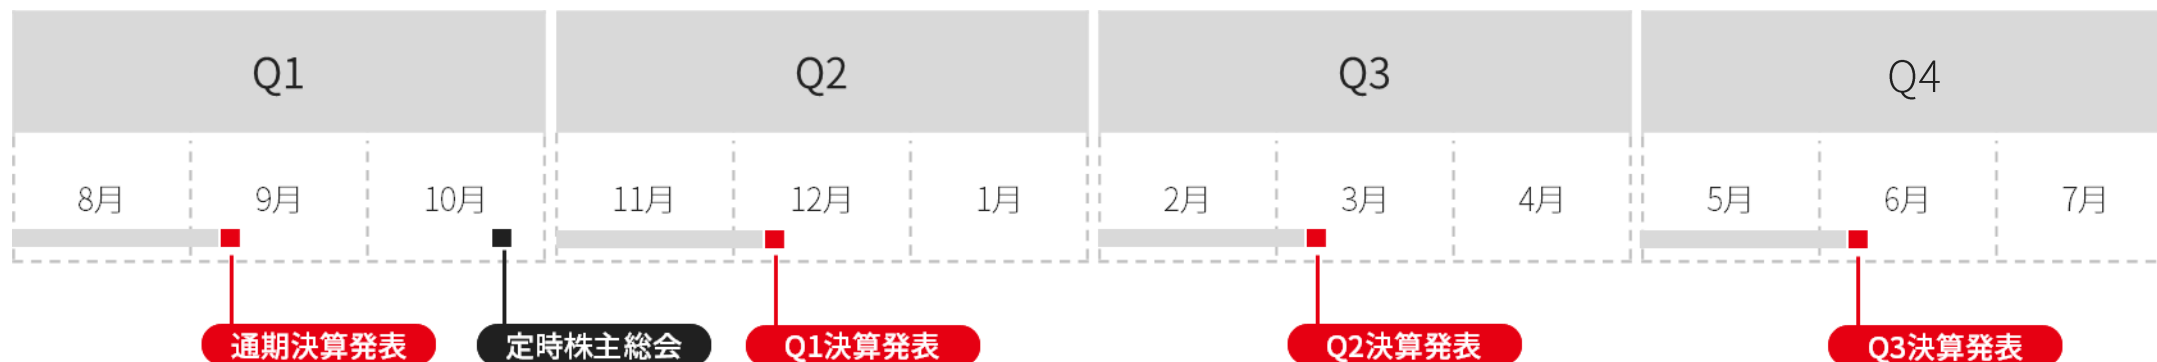 Q1
Q2
Q3
Q4
8月
9月
10月
11月
12月
1月
2月
3月
4月
5月
6月
7月
通期決算発表
定時株主総会
Q1決算発表
Q2決算発表
Q3決算発表